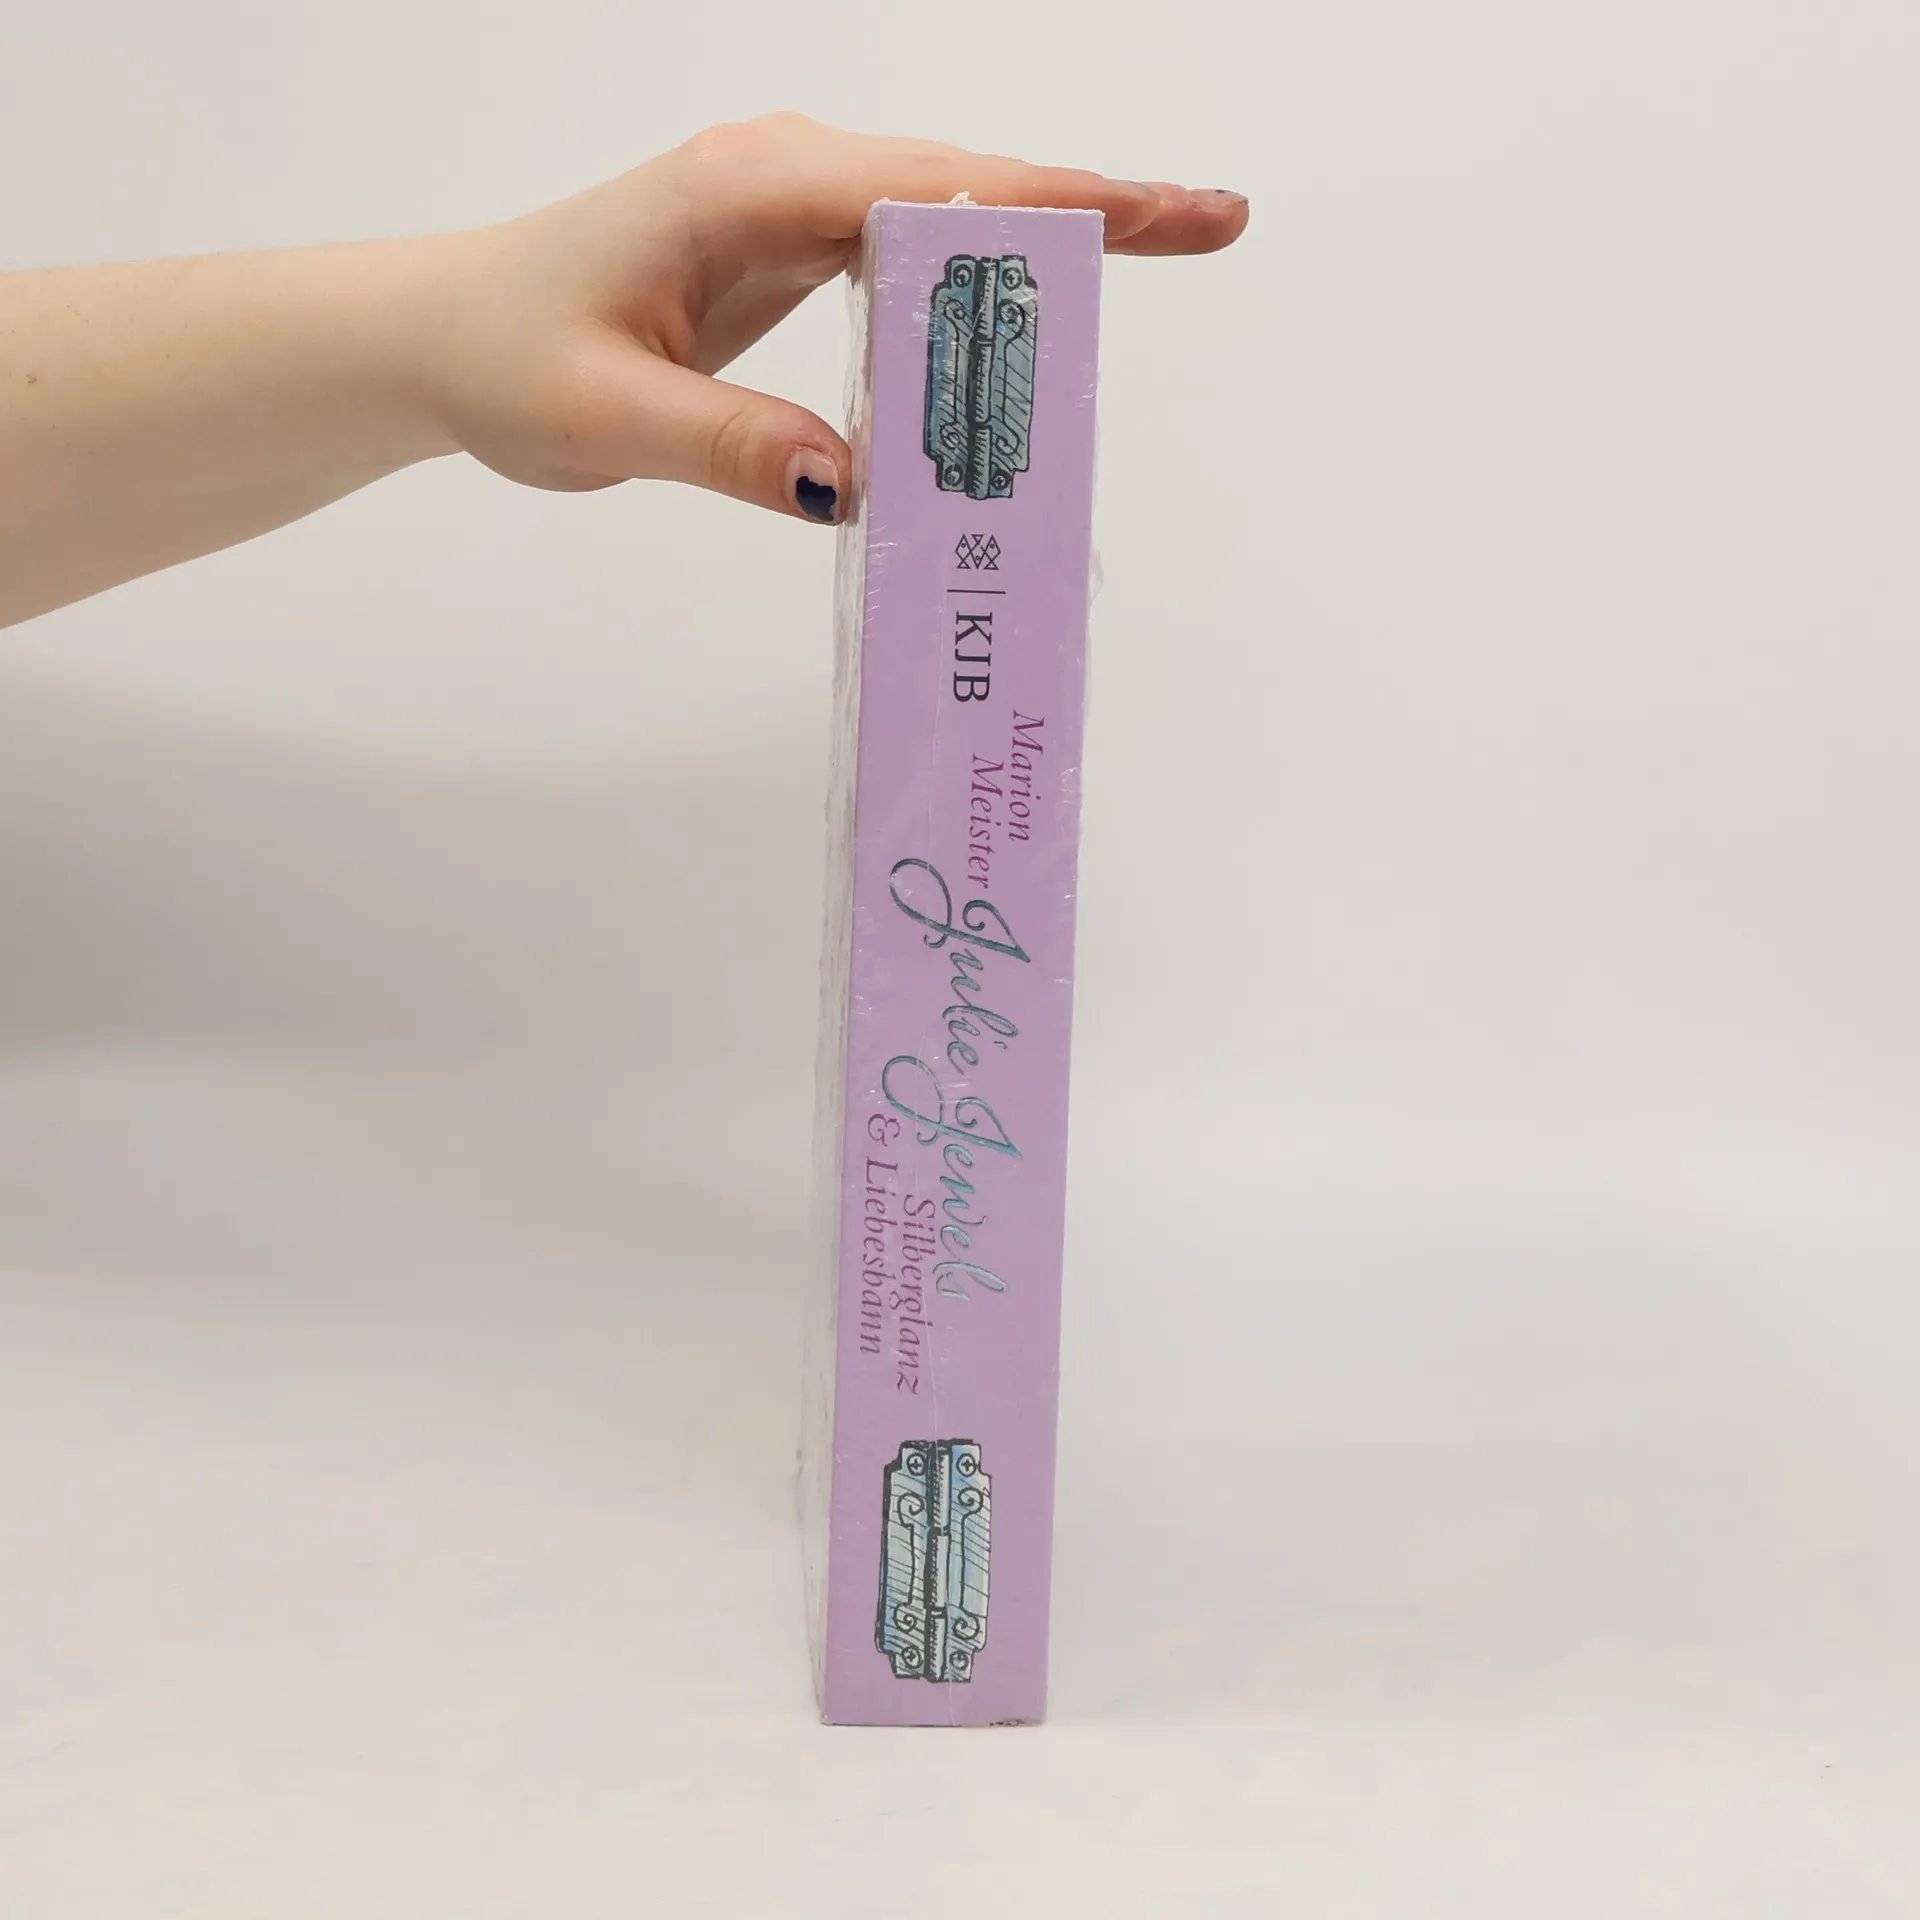 KJB
Marion
Meister
Julie Jewels
Silberglanz
& Liebesbann